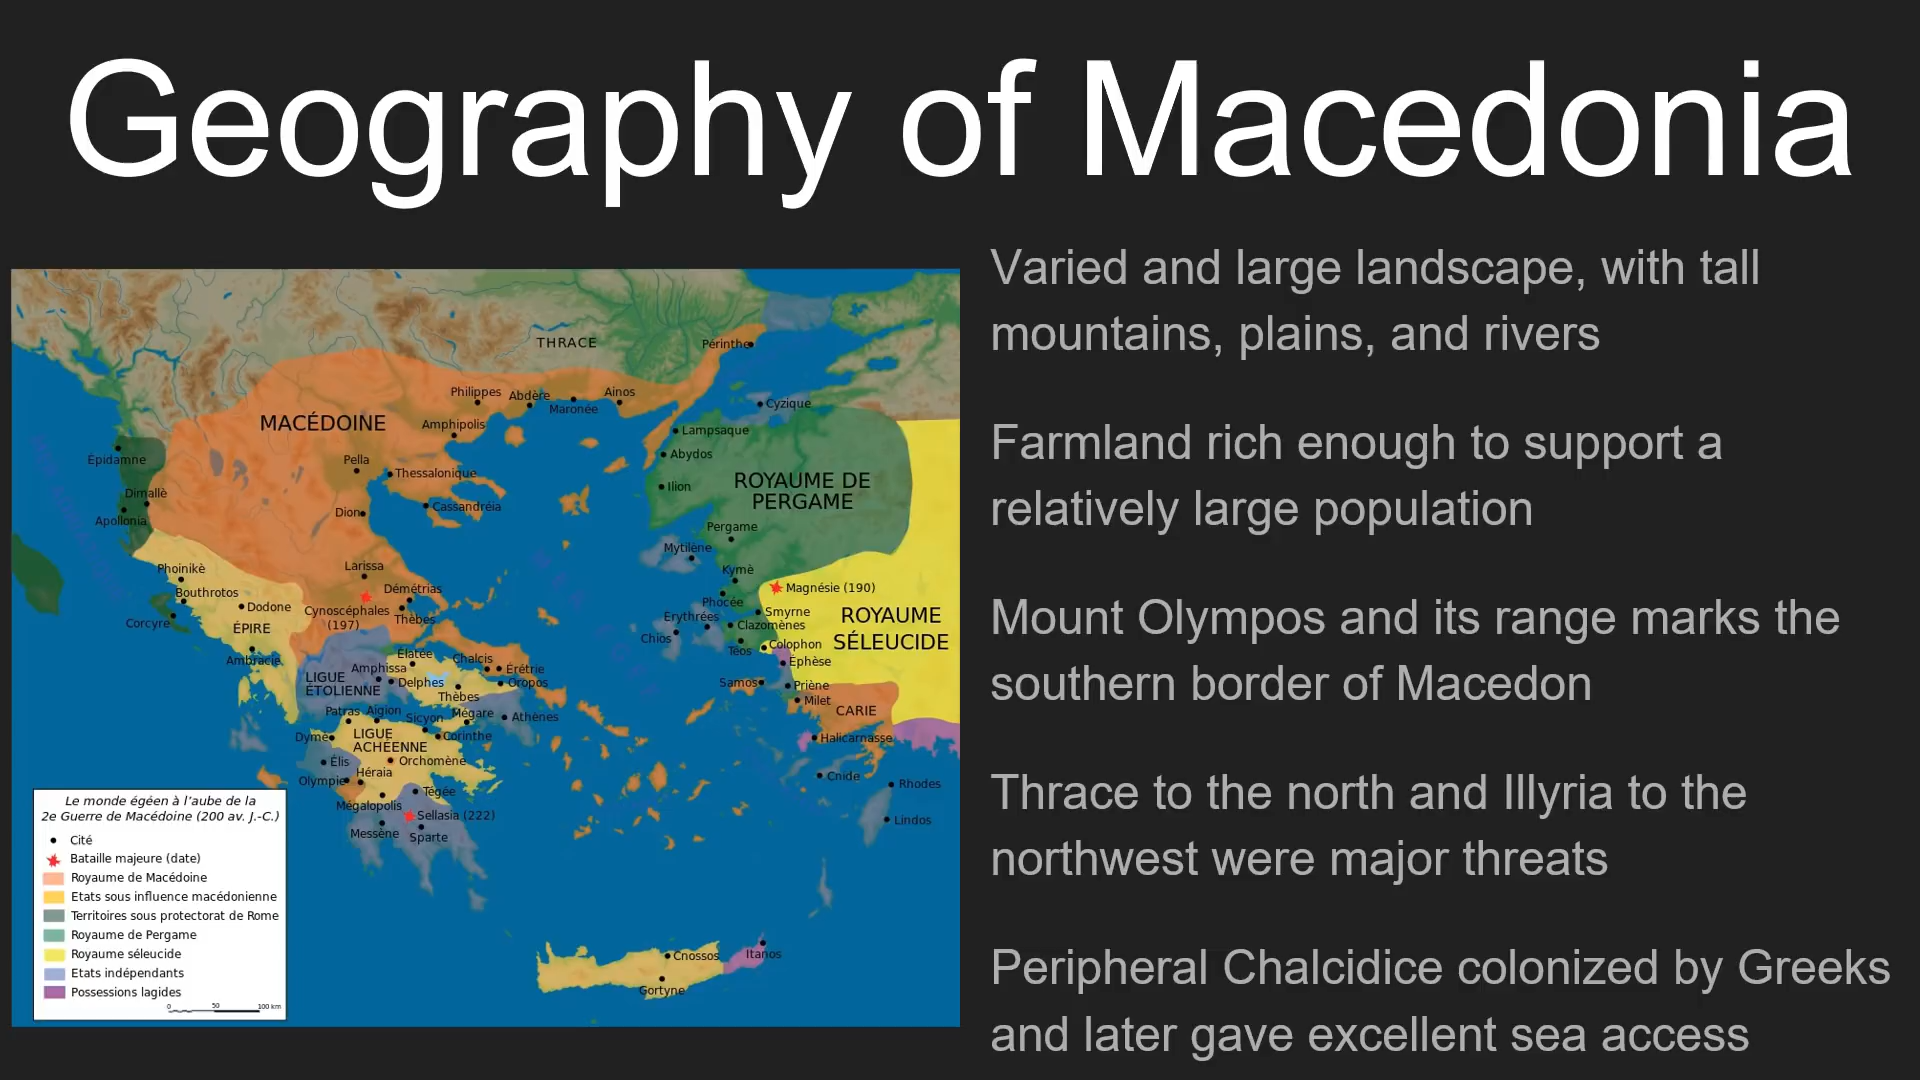 Geography of Macedonia
Varied and large landscape, with tall
mountains, plains, and rivers
Farmland rich enough to support a
relatively large population
Mount Olympos and its range marks the
southern border of Macedon
Thrace to the north and Illyria to the
northwest were major threats
Peripheral Chalcidice colonized by Greeks
and later gave excellent sea access
THRACE
Périnthe
Philippes
Abdère
Ainos
Maronée
Cyzique
MACÉDOINE
Amphipolis
Lampsaque
Épidamne
Pella
Thessalonique
Abydos
Dimallè
Ilion
ROYAUME DE
PERGAME
Apollonia
Dion
Cassandréia
Pergame
Mytilène
Phoinikè
Larissa
Kymè
Bouthrotos
Démétrias
Magnésie (190)
Dodone
Cynoscéphales
(197)
Thèbes
Phocée
Corcyre
ÉPIRE
Erythrées
Smyrne
Clazomènes
ROYAUME
SÉLEUCIDE
Chios
Téos
Colophon
Ambracie
Élatée
Chalcis
Érétrie
Éphèse
Amphissa
LIGUE
ÉTOLIENNE
Delphes
Oropos
Samos
Priène
Thèbes
Milet
Patras
Aigion
Sicyon
Mégare
Athènes
CARIE
Dymè
LIGUE
ACHÉENNE
Corinthe
Halicarnasse
Élis
Orchomène
Olympie
Héraia
Cnide
Rhodes
Tégée
Mégalopolis
Sellasia (222)
Lindos
Messène
Sparte
Cnossos
Itanos
Gortyne
Le monde égéen à l’aube de la
2e Guerre de Macédoine (200 av. J.-C.)
Cité
Bataille majeure (date)
Royaume de Macédoine
Etats sous influence macédonienne
Territoires sous protectorat de Rome
Royaume de Pergame
Royaume séleucide
Etats indépendants
Possessions lagides
0 50 100 km